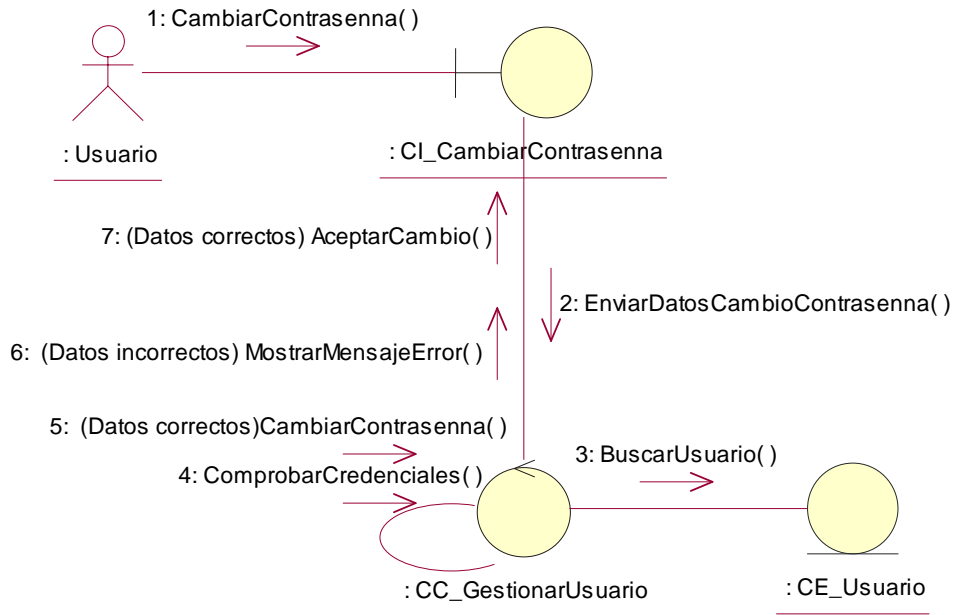 1: CambiarContrasenna( )
: Usuario
: CI_CambiarContrasenna
7: (Datos correctos) AceptarCambio( )
2: EnviarDatosCambioContrasenna( )
6: (Datos incorrectos) MostrarMensajeError( )
5: (Datos correctos)CambiarContrasenna( )
4: ComprobarCredenciales( )
3: BuscarUsuario( )
: CC_GestionarUsuario
: CE_Usuario